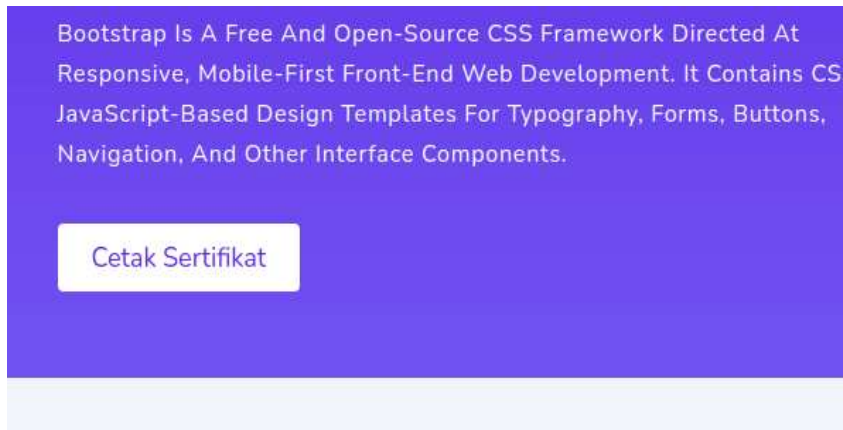 Bootstrap Is A Free And Open-Source CSS Framework Directed At
Responsive, Mobile-First Front-End Web Development. It Contains CS
JavaScript-Based Design Templates For Typography, Forms, Buttons,
Navigation, And Other Interface Components.
Cetak Sertifikat